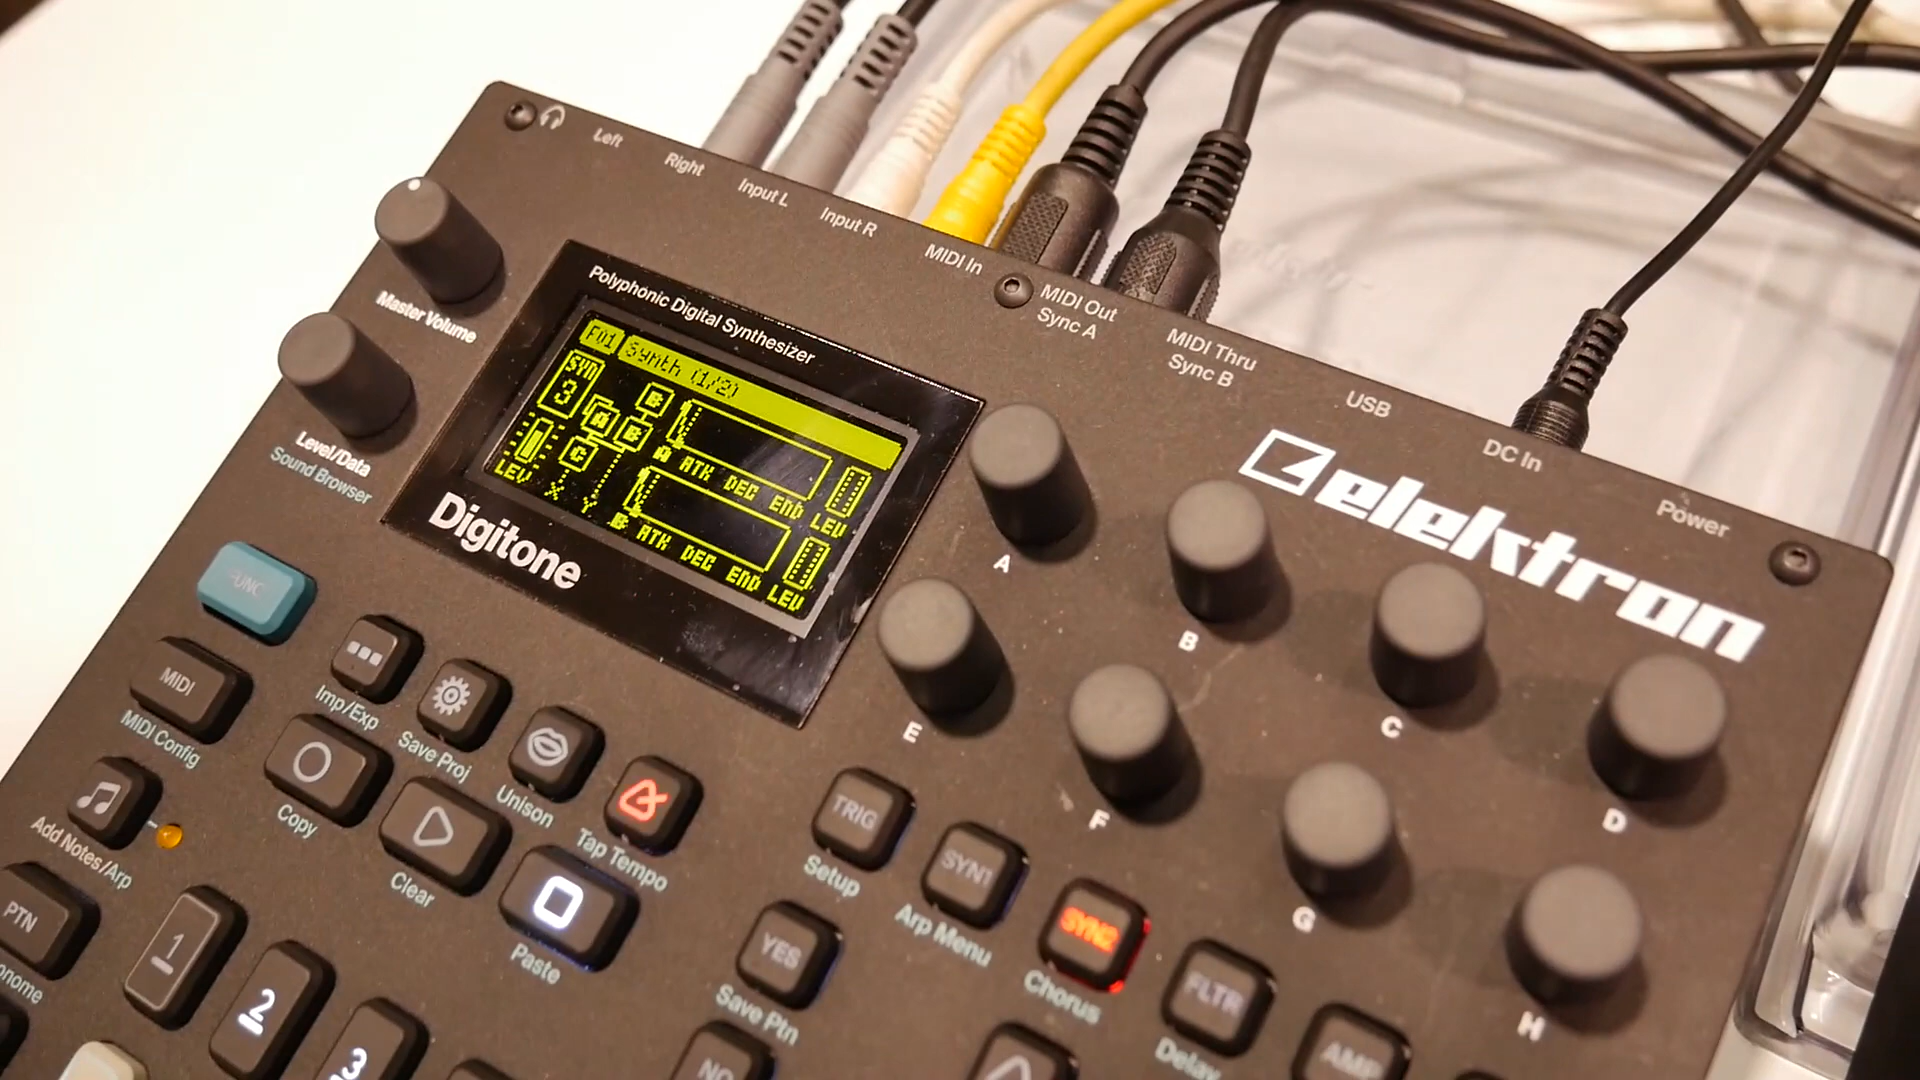 Left
Right
Input L
Input R
MIDI In
MIDI Out
Sync A
MIDI Thru
Sync B
USB
DC In
Power
Master Volume
Level/Data
Sound Browser
Polyphonic Digital Synthesizer
F01 Synth (1/2)
SYN
3
B
A B
C
A ATK DEC END LEV
LEV X Y B ATK DEC END LEV
Digitone
elektron
A
B
C
D
E
F
G
H
FUNC
MIDI
MIDI Config
Imp/Exp
Save Proj
Unison
Tap Tempo
Copy
Clear
Paste
Add Notes/Arp
PTN
onome
1
2
3
TRIG
Setup
SYN1
Arp Menu
SYN2
Chorus
FLTR
Delay
AMP
YES
Save Ptn
NO